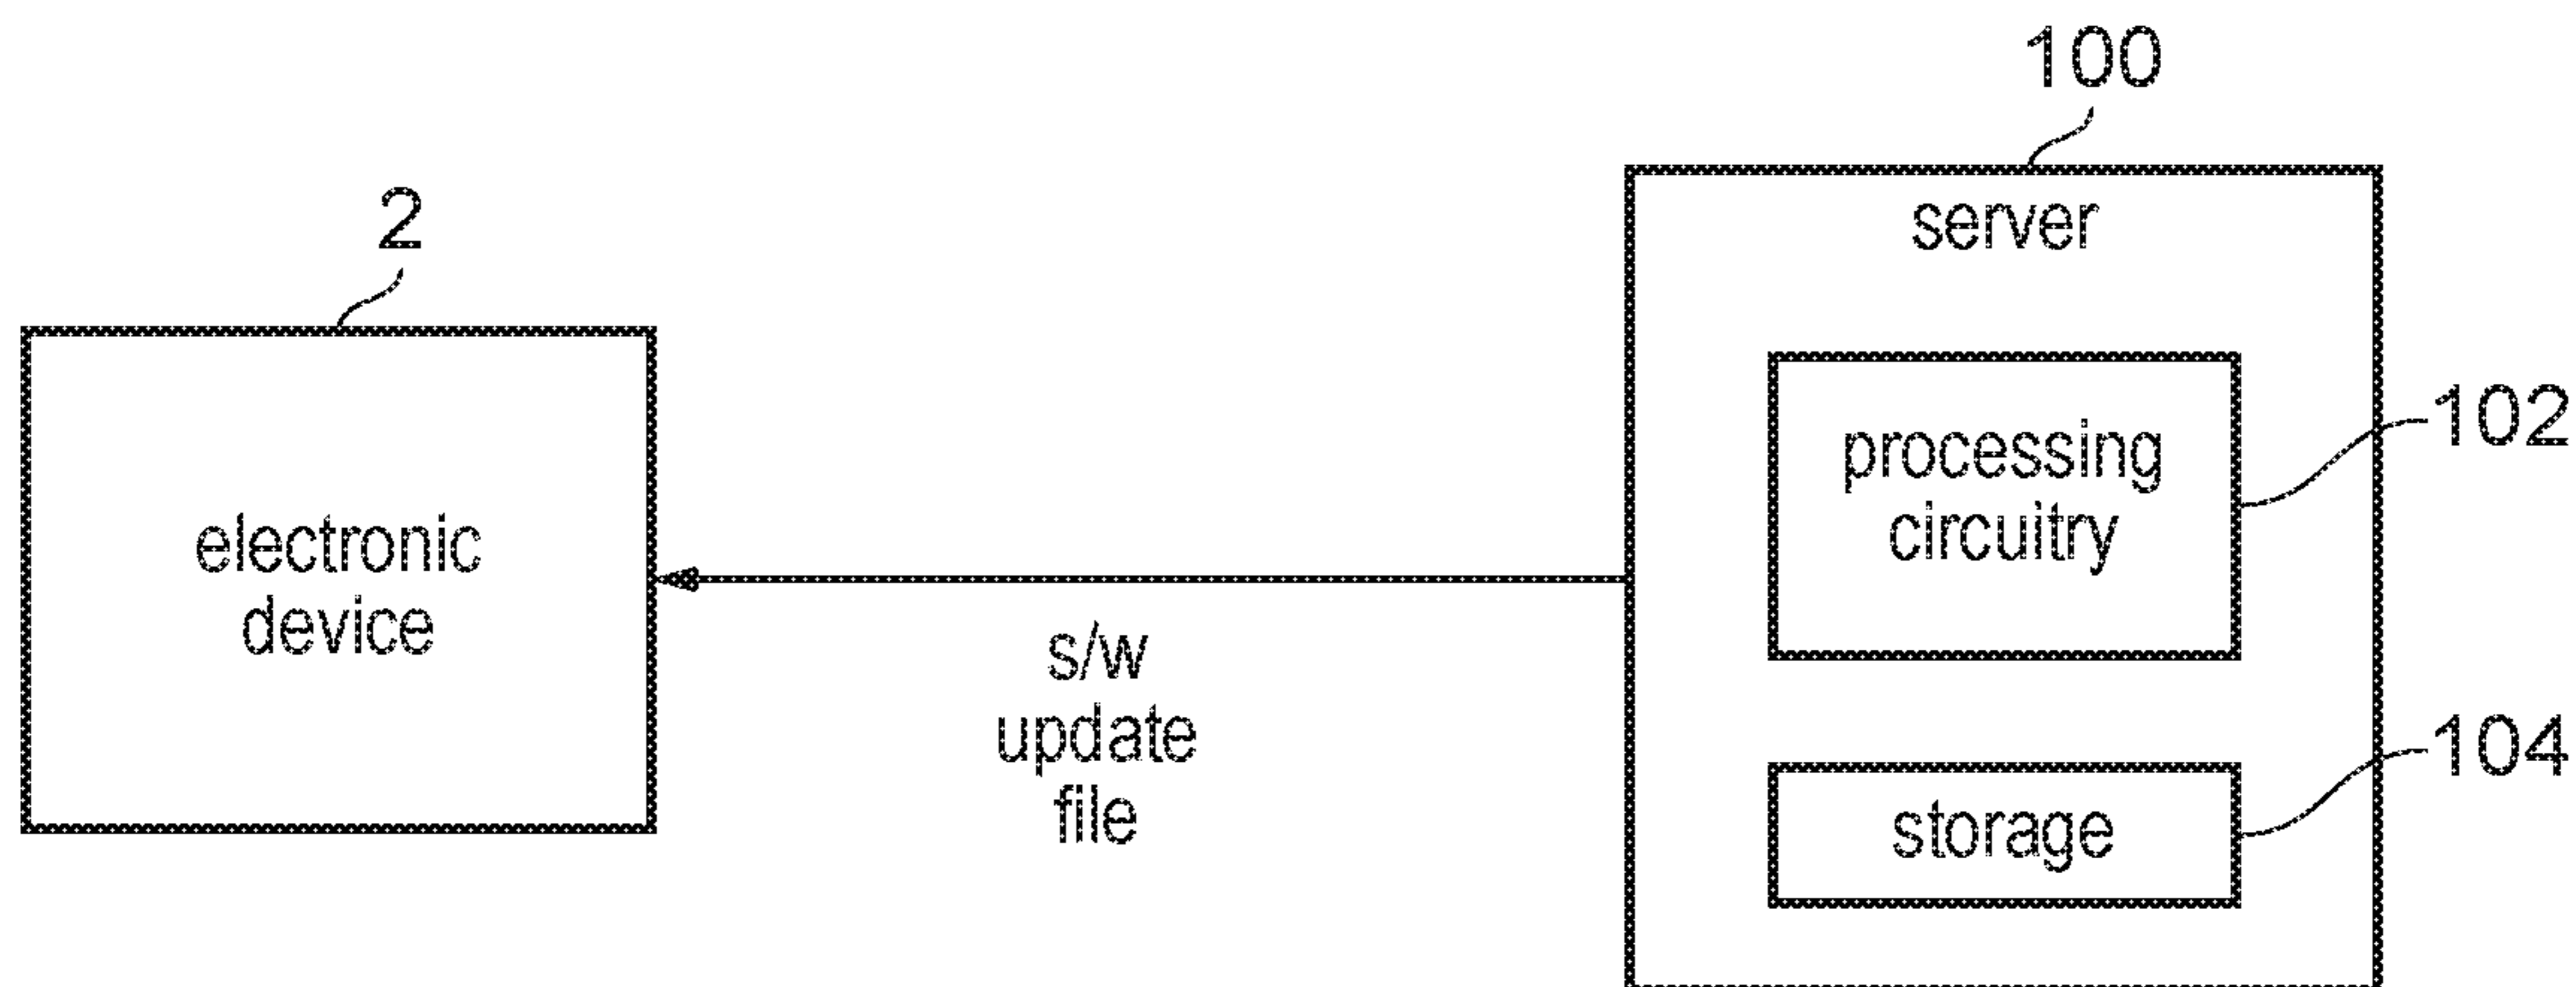 100
server
2
processing
circuitry
102
electronic
device
s/w
update
file
storage
104